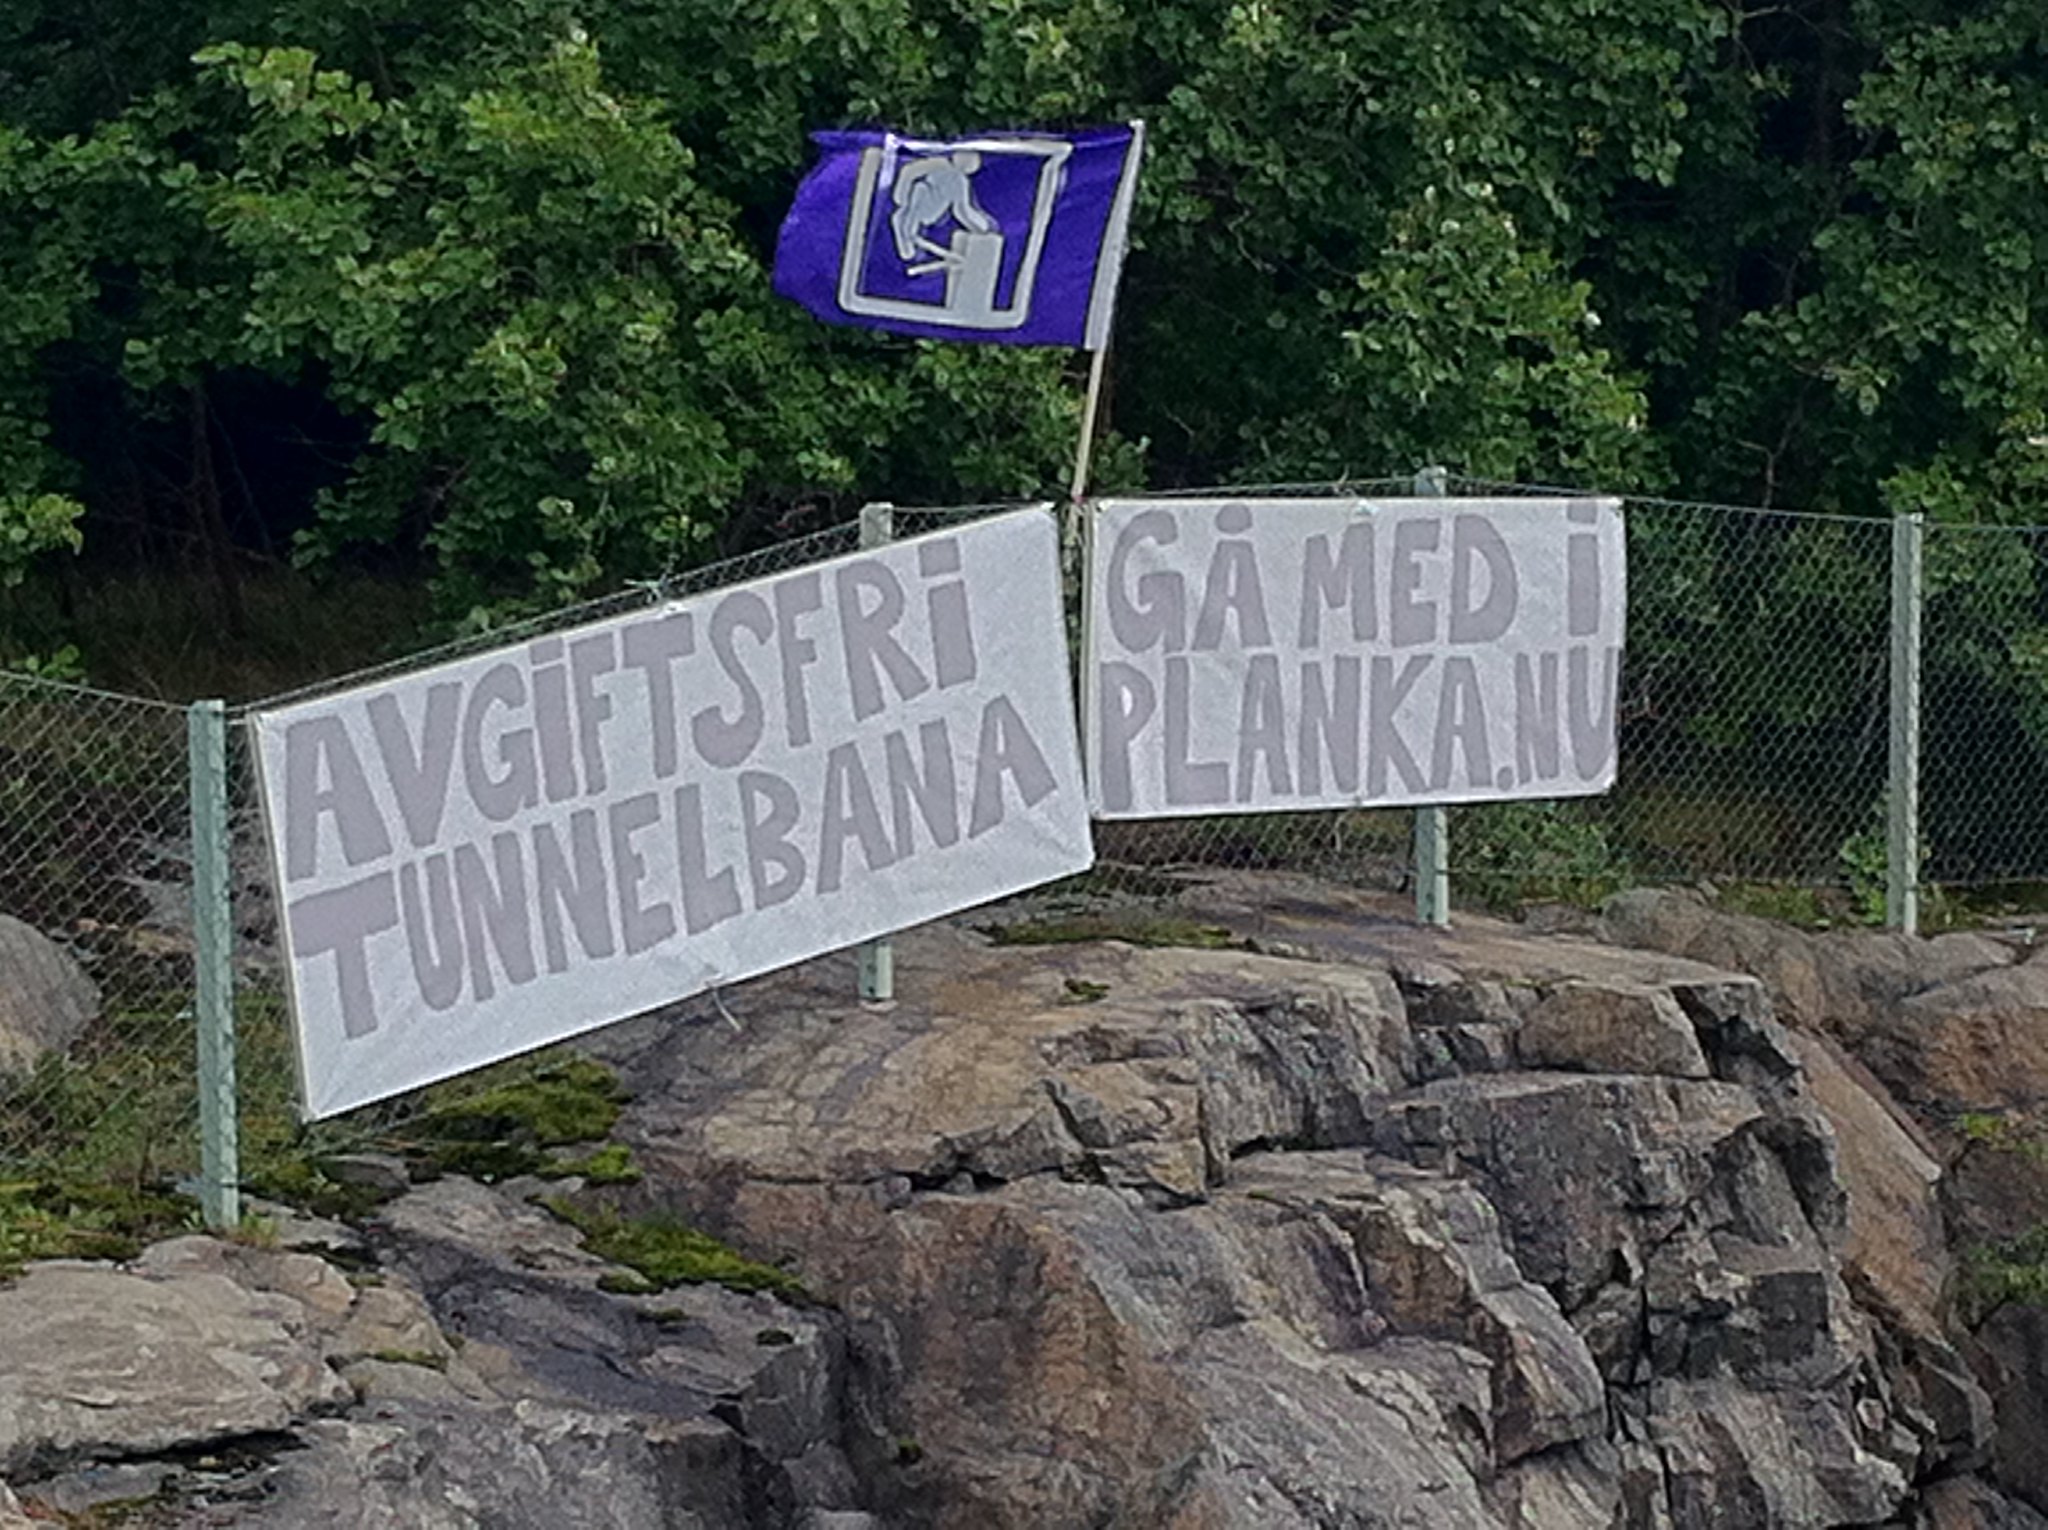 AVGIFTSFRI
TUNNELBANA
GÅ MED I
PLANKA.NU